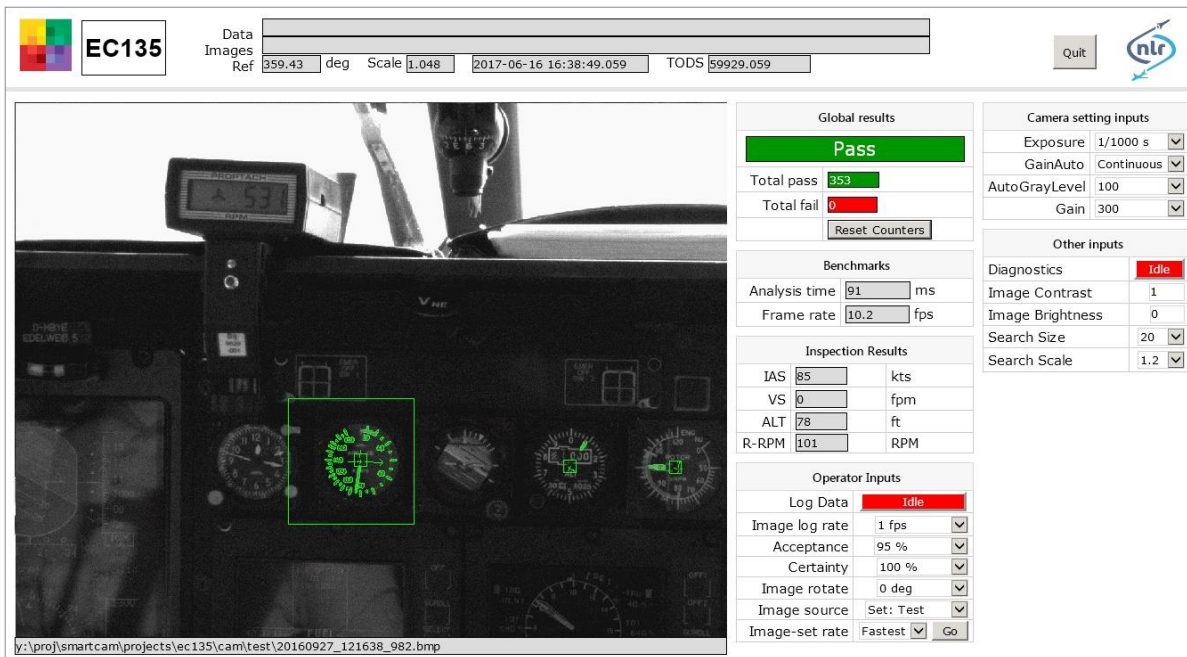 EC135
Data
Images
Ref 359.43 deg Scale 1.048 2017-06-16 16:38:49.059 TODS 59929.059
Quit
nlr
PROPTACH
531
RPM
VNE
D-HBYE
EDELWEB.5
Global results
Pass
Total pass 353
Total fail 0
Reset Counters
Benchmarks
Analysis time 91 ms
Frame rate 10.2 fps
Inspection Results
IAS 85 kts
VS 0 fpm
ALT 78 ft
R-RPM 101 RPM
Operator Inputs
Log Data Idle
Image log rate 1 fps
Acceptance 95 %
Certainty 100 %
Image rotate 0 deg
Image source Set: Test
Image-set rate Fastest Go
Camera setting inputs
Exposure 1/1000 s
GainAuto Continuous
AutoGrayLevel 100
Gain 300
Other inputs
Diagnostics Idle
Image Contrast 1
Image Brightness 0
Search Size 20
Search Scale 1.2
y:\proj\smartcam\projects\ec135\cam\test\20160927_121638_982.bmp